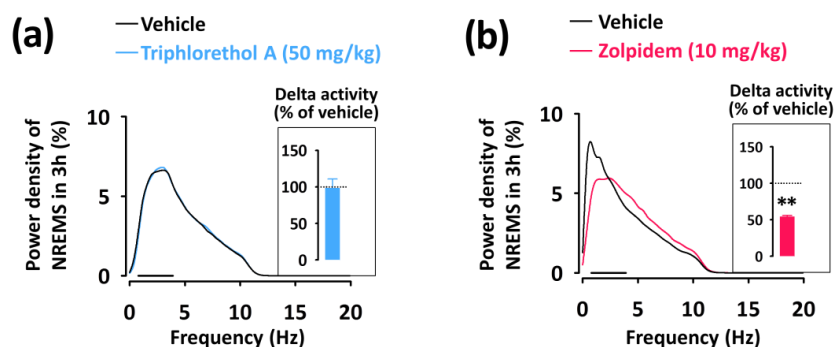 (a)
Vehicle
Triphlorethol A (50 mg/kg)
Delta activity
(% of vehicle)
Power density of
NREMS in 3h (%)
10
5
0
150
100
50
0
0 5 10 15 20
Frequency (Hz)
(b)
Vehicle
Zolpidem (10 mg/kg)
Delta activity
(% of vehicle)
Power density of
NREMS in 3h (%)
10
5
0
150
100
50
0
**
0 5 10 15 20
Frequency (Hz)